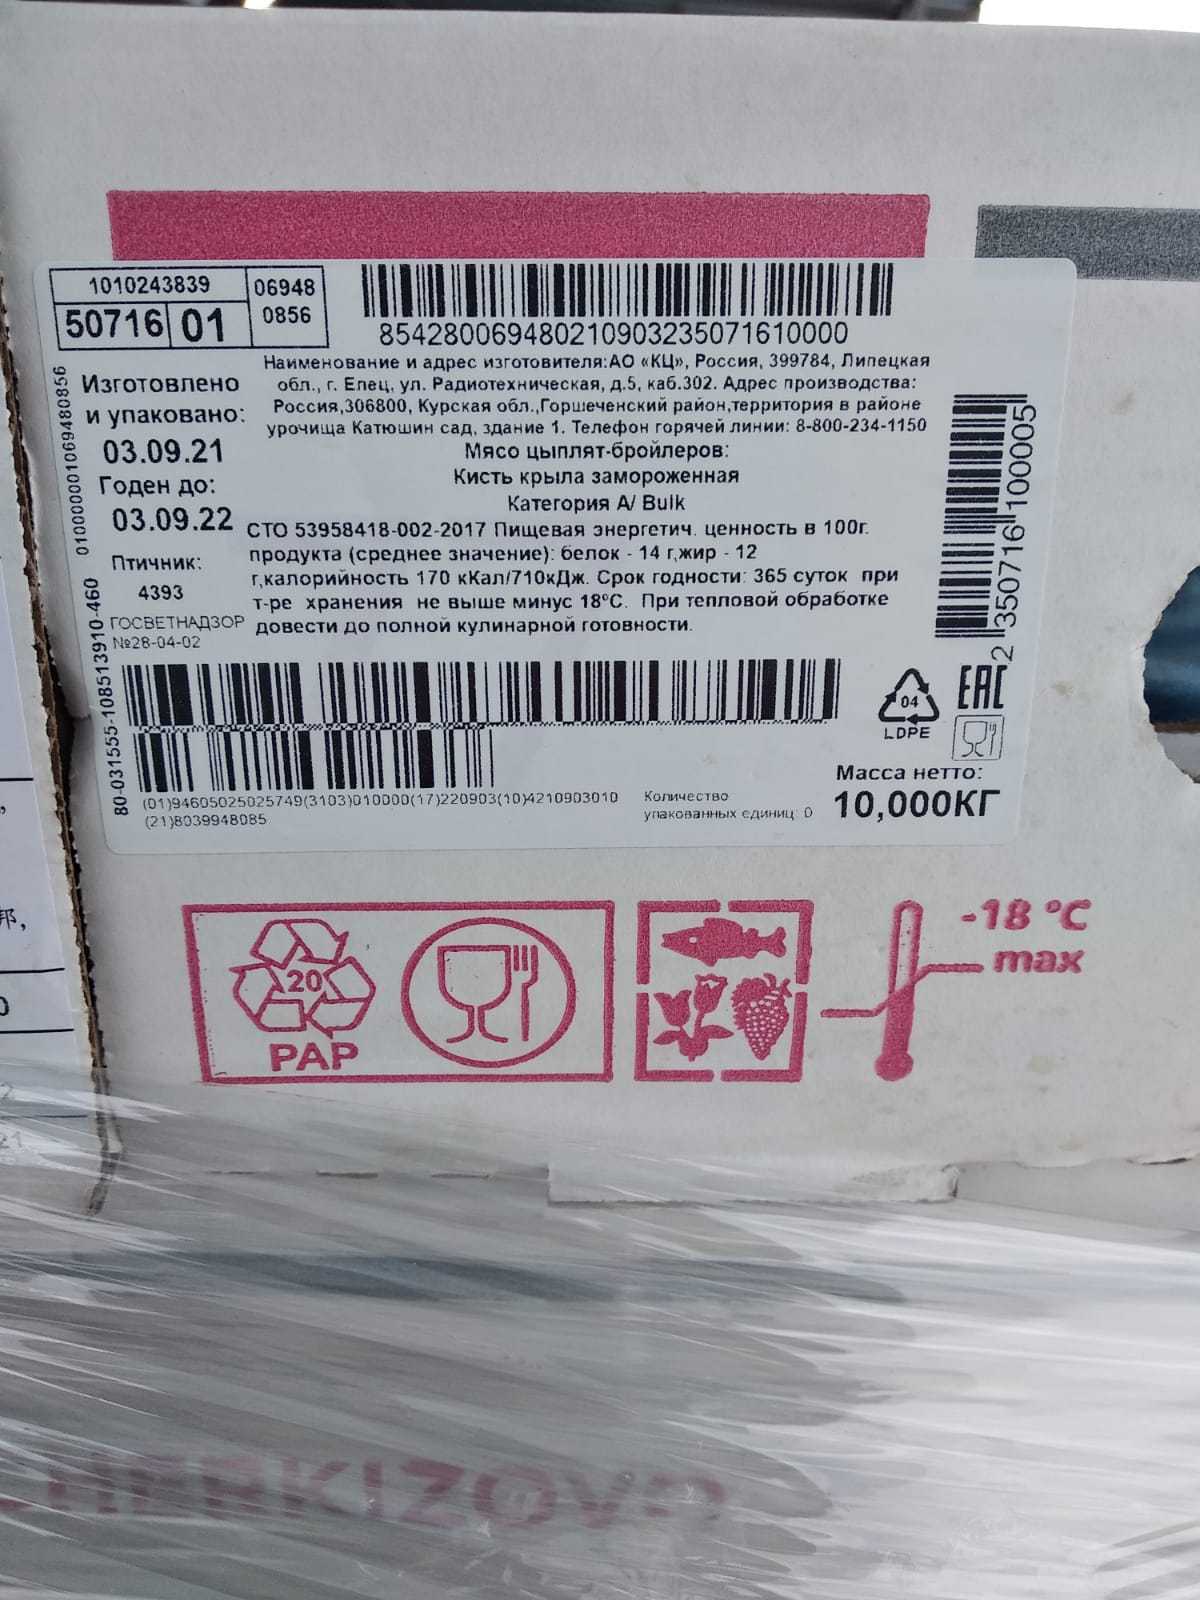 1010243839
06948
0856
50716 01
85428006948021090323507161​0000
Наименование и адрес изготовителя:АО «КЦ», Россия, 399784, Липецкая
обл., г. Елец, ул. Радиотехническая, д.5, каб.302. Адрес производства:
Россия,306800, Курская обл.,Горшеченский район,территория в районе
урочища Катюшин сад, здание 1. Телефон горячей линии: 8-800-234-1150
Мясо цыплят-бройлеров:
Кисть крыла замороженная
Категория А/ Bulk
СТО 53958418-002-2017 Пищевая энергетич. ценность в 100г.
продукта (среднее значение): белок - 14 г,жир - 12
г,калорийность 170 кКал/710кДж. Срок годности: 365 суток при
т-ре хранения не выше минус 18°С. При тепловой обработке
довести до полной кулинарной готовности.
Изготовлено
и упаковано:
03.09.21
Годен до:
03.09.22
Птичник:
4393
ГОСВЕТНАДЗОР
№28-04-02
80-031555-108513910-460
0100000010694​80856
2 350716 100005
04
LDPE
EAC
(01)94605025025749(3103)010000(17)220903(10)4210903010
(21)8039948085
Количество
упакованных единиц: 0
Масса нетто:
10,000КГ
20
PAP
-18 °C
max
CHERKIZOVO
邦,